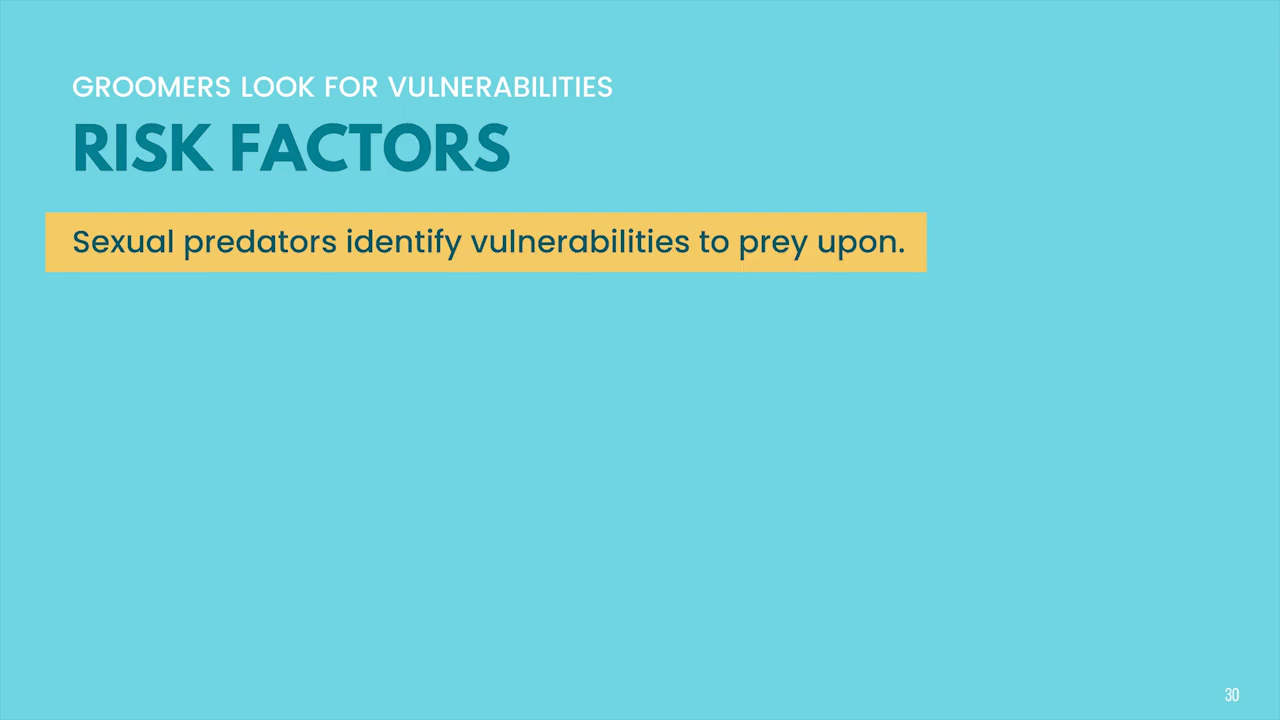 GROOMERS LOOK FOR VULNERABILITIES
RISK FACTORS
Sexual predators identify vulnerabilities to prey upon.
30